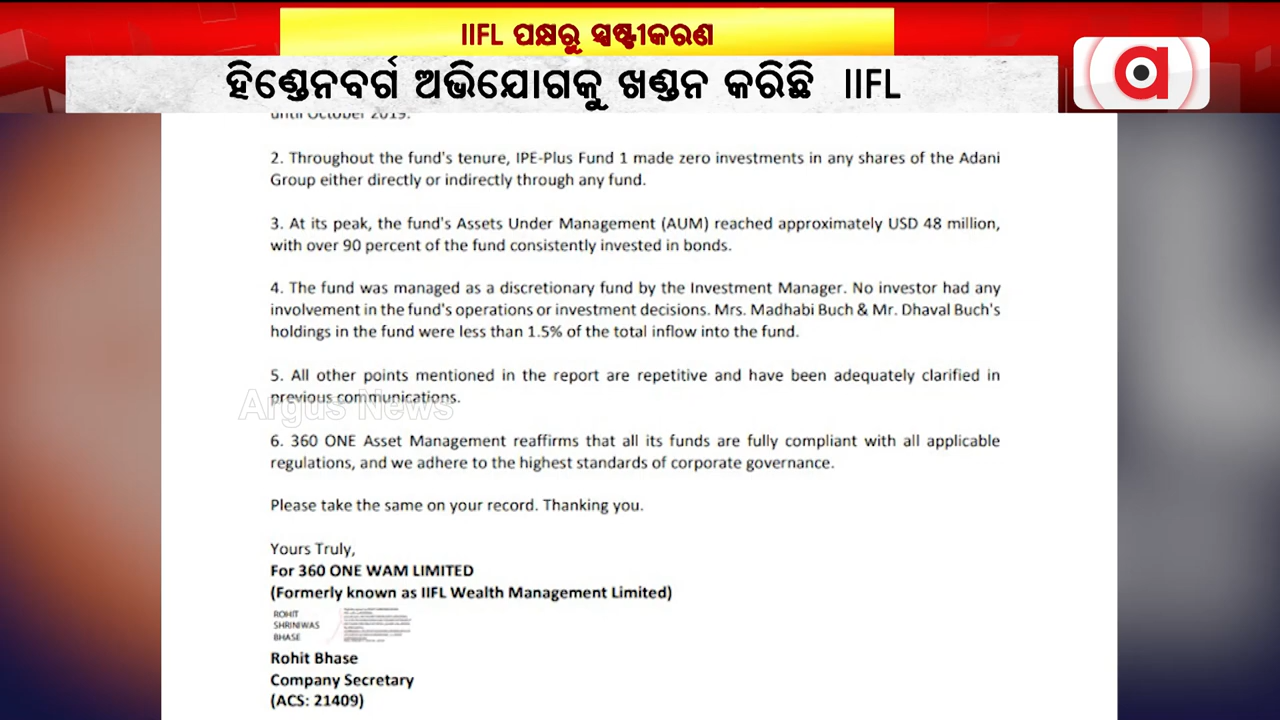 IIFL ପକ୍ଷରୁ ସ୍ପଷ୍ଟୀକରଣ
ହିଣ୍ଡେନବର୍ଗ ଅଭିଯୋଗକୁ ଖଣ୍ଡନ କରିଛି IIFL
a
until October 2019.
2. Throughout the fund's tenure, IPE-Plus Fund 1 made zero investments in any shares of the Adani
Group either directly or indirectly through any fund.
3. At its peak, the fund's Assets Under Management (AUM) reached approximately USD 48 million,
with over 90 percent of the fund consistently invested in bonds.
4. The fund was managed as a discretionary fund by the Investment Manager. No investor had any
involvement in the fund's operations or investment decisions. Mrs. Madhabi Buch & Mr. Dhaval Buch's
holdings in the fund were less than 1.5% of the total inflow into the fund.
5. All other points mentioned in the report are repetitive and have been adequately clarified in
previous communications.
Argus News
6. 360 ONE Asset Management reaffirms that all its funds are fully compliant with all applicable
regulations, and we adhere to the highest standards of corporate governance.
Please take the same on your record. Thanking you.
Yours Truly,
For 360 ONE WAM LIMITED
(Formerly known as IIFL Wealth Management Limited)
ROHIT
SHRINIWAS
BHASE
Rohit Bhase
Company Secretary
(ACS: 21409)